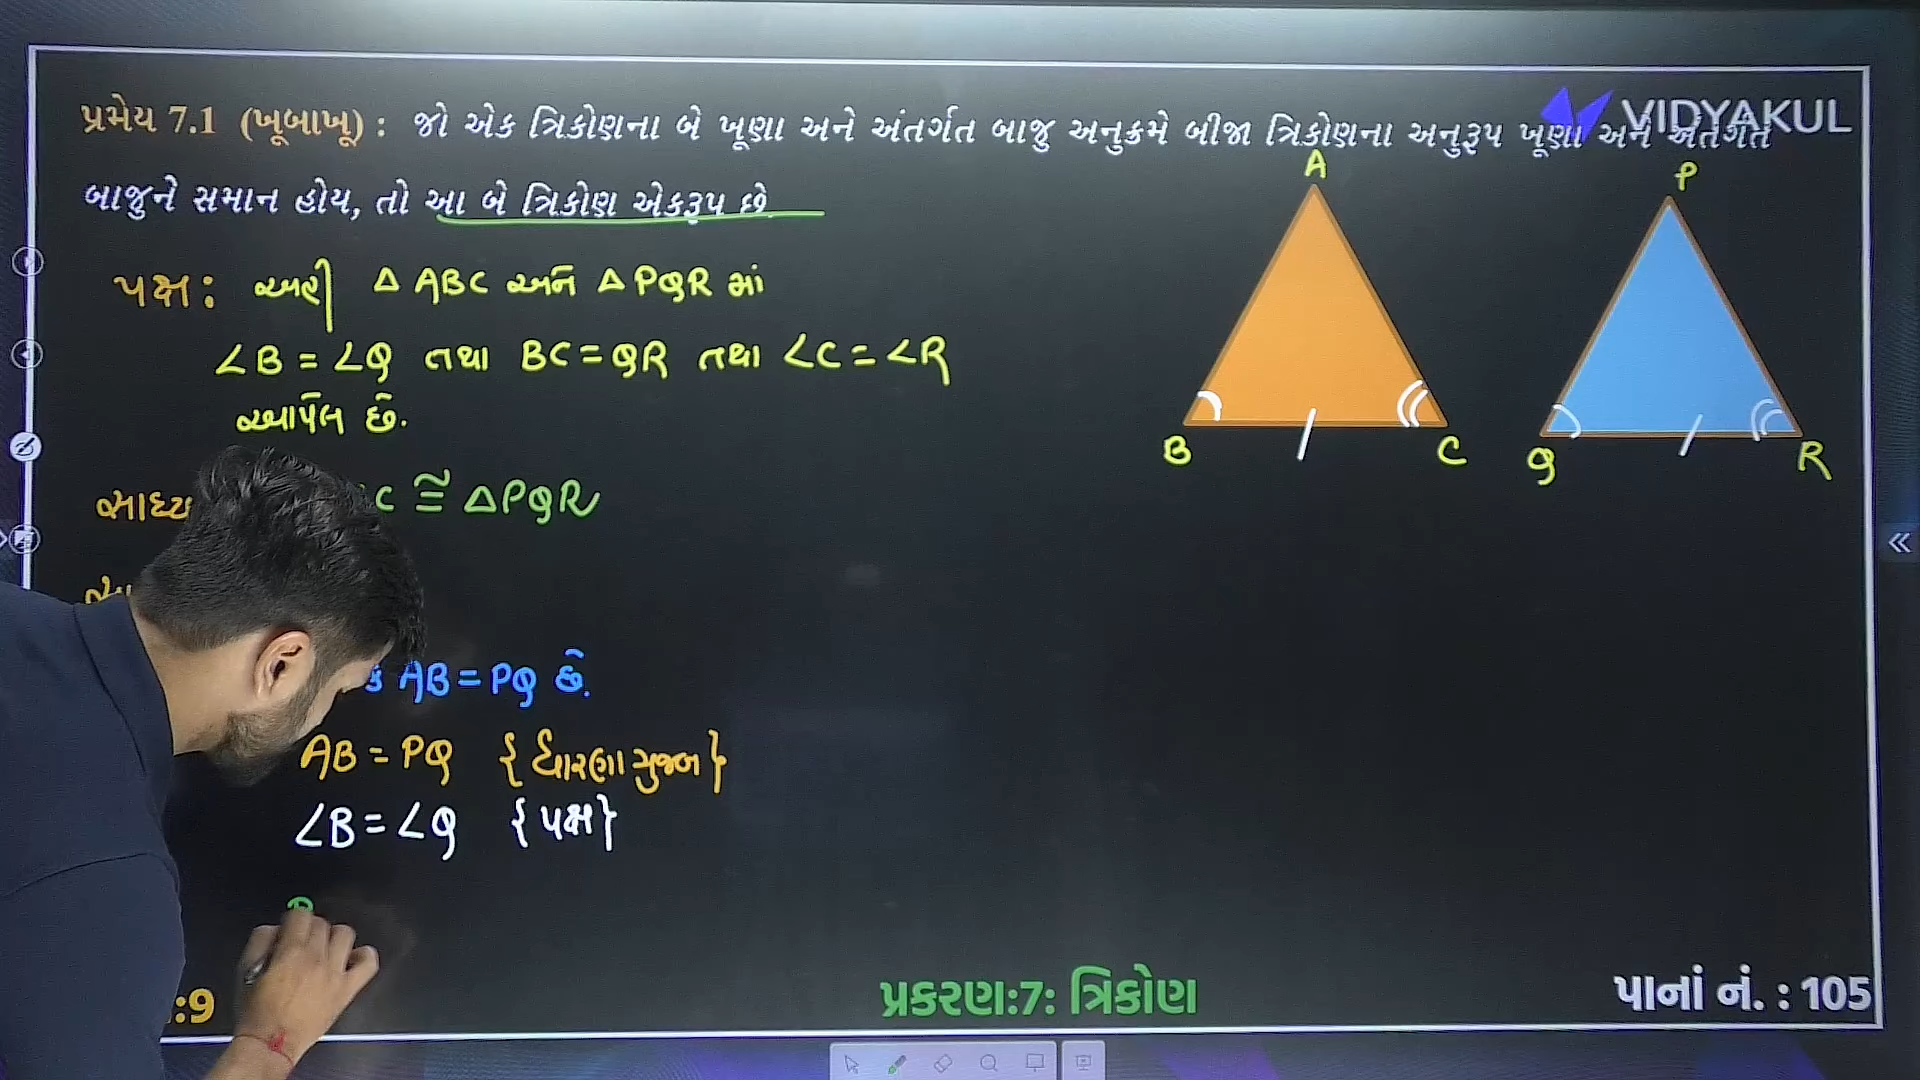 પ્રમેય 7.1 (ખૂબાખૂ) : જો એક ત્રિકોણના બે ખૂણા અને અંતર્ગત બાજુ અનુક્રમે બીજા ત્રિકોણના અનુરૂપ ખૂણા અને અંતર્ગત
VIDYAKUL
બાજુને સમાન હોય, તો આ બે ત્રિકોણ એકરૂપ છે
A
P
પક્ષ : અહીં △ ABC અને △ PQR માં
∠B = ∠Q તથા BC = QR તથા ∠C = ∠R
આપેલ છે.
B
C
Q
R
સાધ્ય C ≅ △PQR
AB = PQ છે.
AB = PQ {ધારણા મુજબ}
∠B = ∠Q {પક્ષ}
:9
પ્રકરણ:7: ત્રિકોણ
પાનાં નં. : 105